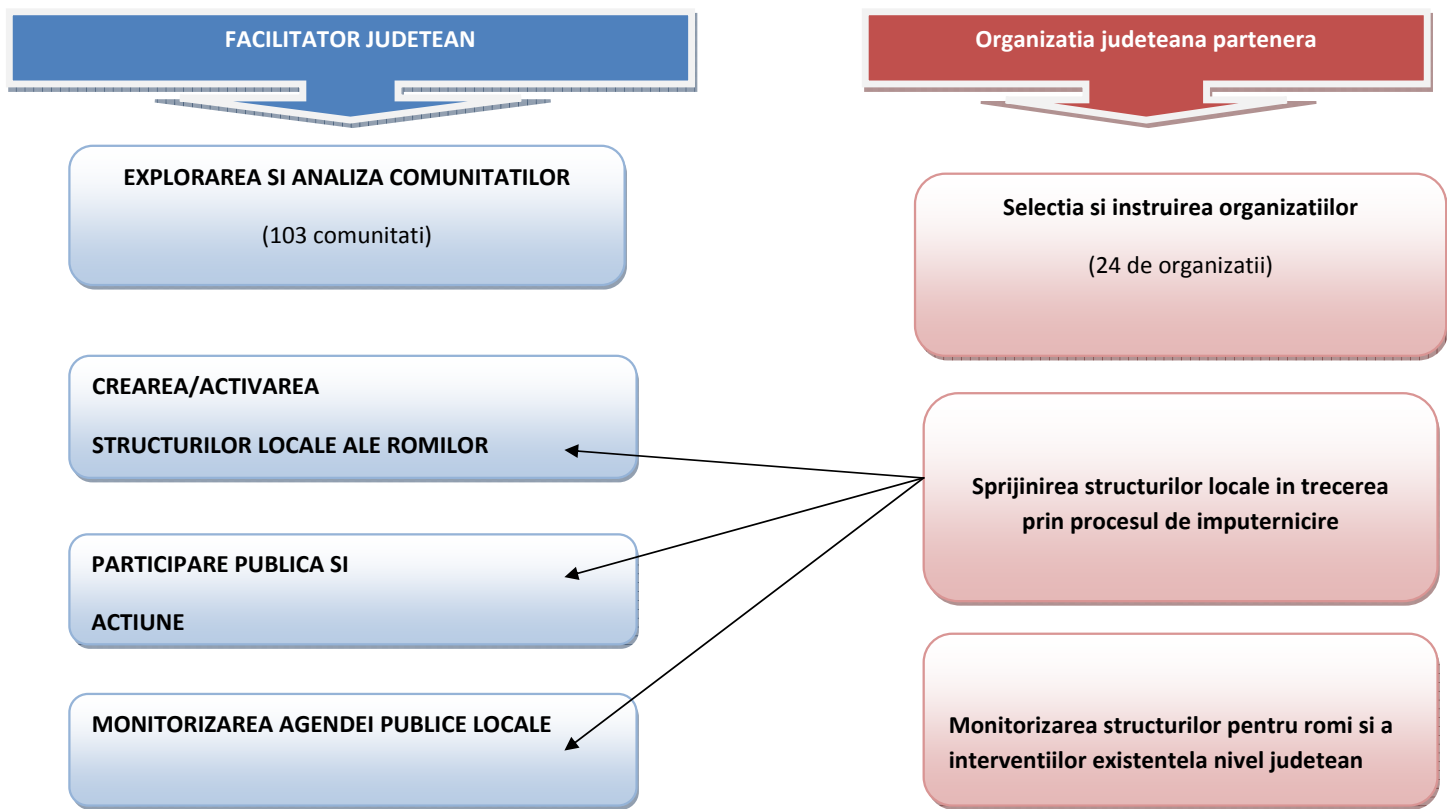 FACILITATOR JUDETEAN
EXPLORAREA SI ANALIZA COMUNITATILOR
(103 comunitati)
CREAREA/ACTIVAREA
STRUCTURILOR LOCALE ALE ROMILOR
PARTICIPARE PUBLICA SI
ACTIUNE
MONITORIZAREA AGENDEI PUBLICE LOCALE
Organizatia judeteana partenera
Selectia si instruirea organizatiilor
(24 de organizatii)
Sprijinirea structurilor locale in trecerea
prin procesul de imputernicire
Monitorizarea structurilor pentru romi si a
interventiilor existentela nivel judetean